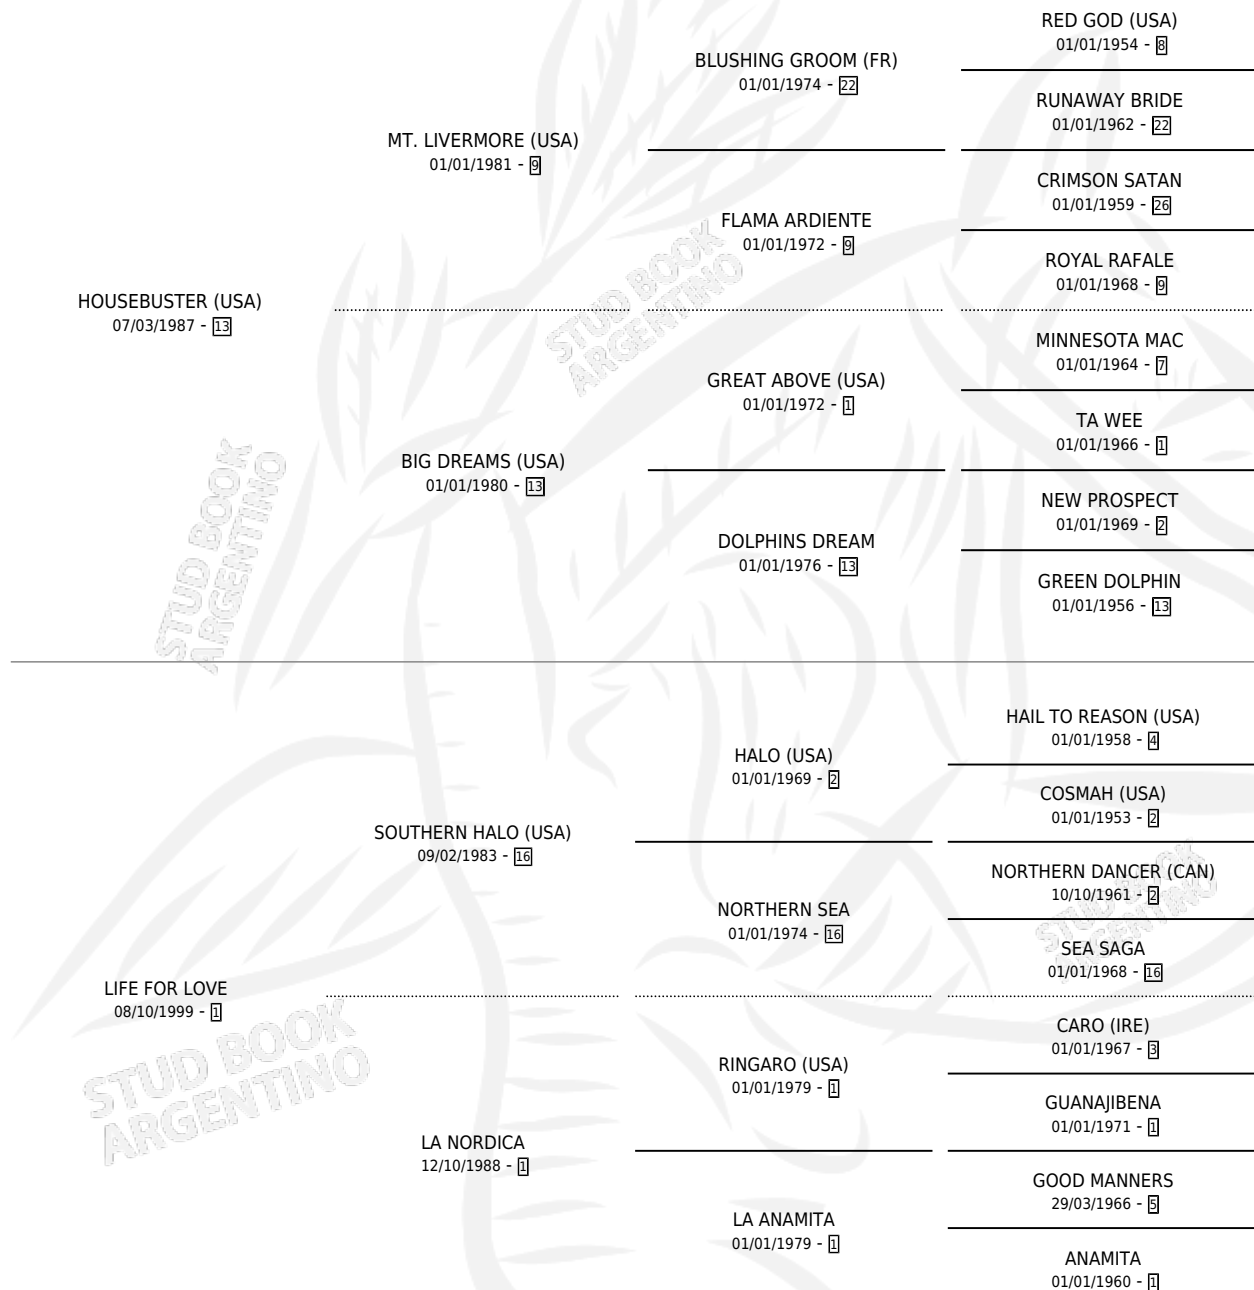 RED GOD (USA)
01/01/1954 - 8
BLUSHING GROOM (FR)
01/01/1974 - 22
RUNAWAY BRIDE
01/01/1962 - 22
MT. LIVERMORE (USA)
01/01/1981 - 9
CRIMSON SATAN
01/01/1959 - 26
FLAMA ARDIENTE
01/01/1972 - 9
ROYAL RAFALE
01/01/1968 - 9
HOUSEBUSTER (USA)
07/03/1987 - 13
MINNESOTA MAC
01/01/1964 - 7
GREAT ABOVE (USA)
01/01/1972 - 1
TA WEE
01/01/1966 - 1
BIG DREAMS (USA)
01/01/1980 - 13
NEW PROSPECT
01/01/1969 - 2
DOLPHINS DREAM
01/01/1976 - 13
GREEN DOLPHIN
01/01/1956 - 13
HAIL TO REASON (USA)
01/01/1958 - 4
HALO (USA)
01/01/1969 - 2
COSMAH (USA)
01/01/1953 - 2
SOUTHERN HALO (USA)
09/02/1983 - 16
NORTHERN DANCER (CAN)
10/10/1961 - 2
NORTHERN SEA
01/01/1974 - 16
SEA SAGA
01/01/1968 - 16
LIFE FOR LOVE
08/10/1999 - 1
CARO (IRE)
01/01/1967 - 3
RINGARO (USA)
01/01/1979 - 1
GUANAJIBENA
01/01/1971 - 1
LA NORDICA
12/10/1988 - 1
GOOD MANNERS
29/03/1966 - 5
LA ANAMITA
01/01/1979 - 1
ANAMITA
01/01/1960 - 1
STUD BOOK
ARGENTINO
STUD BOOK
ARGENTINO
STUD BOOK
ARGENTINO
STUD BOOK
ARGENTINO